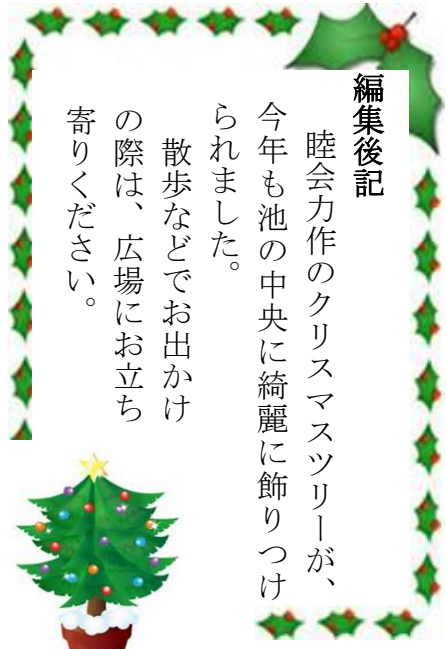 編集後記
睦会力作のクリスマスツリーが、
今年も池の中央に綺麗に飾りつけ
られました。
散歩などでお出かけ
の際は、広場にお立ち
寄りください。